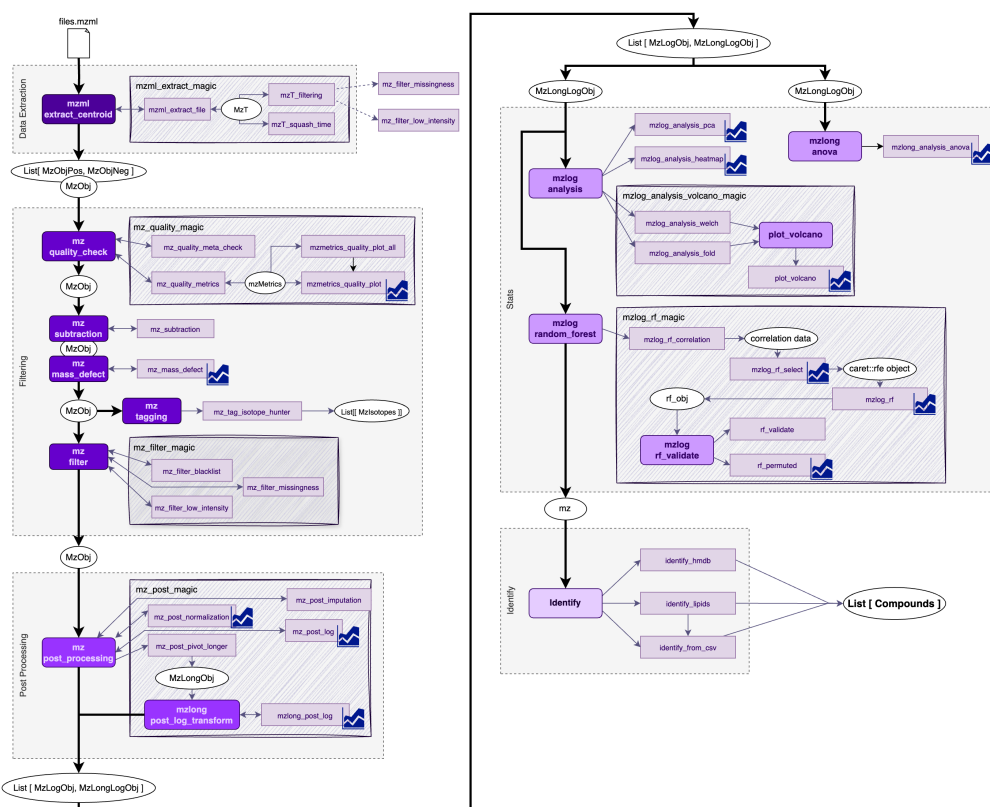 files.mzml
Data Extraction
mzml
extract_centroid
mzml_extract_magic
mzml_extract_file
MzT
mzT_filtering
mzT_squash_time
mz_filter_missingness
mz_filter_low_intensity
List[ MzObjPos, MzObjNeg ]
MzObj
Filtering
mz
quality_check
mz_quality_magic
mz_quality_meta_check
mz_quality_metrics
mzMetrics
mzmetrics_quality_plot_all
mzmetrics_quality_plot
MzObj
mz
subtraction
mz_subtraction
MzObj
mz
mass_defect
mz_mass_defect
MzObj
mz
tagging
mz_tag_isotope_hunter
List[[ MzIsotopes ]]
mz
filter
mz_filter_magic
mz_filter_blacklist
mz_filter_missingness
mz_filter_low_intensity
MzObj
Post Processing
mz
post_processing
mz_post_magic
mz_post_imputation
mz_post_normalization
mz_post_log
mz_post_pivot_longer
MzLongObj
mzlong
post_log_transform
mzlong_post_log
List [ MzLogObj, MzLongLogObj ]
List [ MzLogObj, MzLongLogObj ]
MzLongLogObj
MzLongLogObj
Stats
mzlog
analysis
mzlog_analysis_pca
mzlog_analysis_heatmap
mzlong
anova
mzlong_analysis_anova
mzlog_analysis_volcano_magic
mzlog_analysis_welch
mzlog_analysis_fold
plot_volcano
plot_volcano
mzlog
random_forest
mzlog_rf_magic
mzlog_rf_correlation
correlation data
mzlog_rf_select
caret::rfe object
mzlog_rf
rf_obj
mzlog
rf_validate
rf_validate
rf_permuted
mz
Identify
Identify
identify_hmdb
identify_lipids
identify_from_csv
List [ Compounds ]